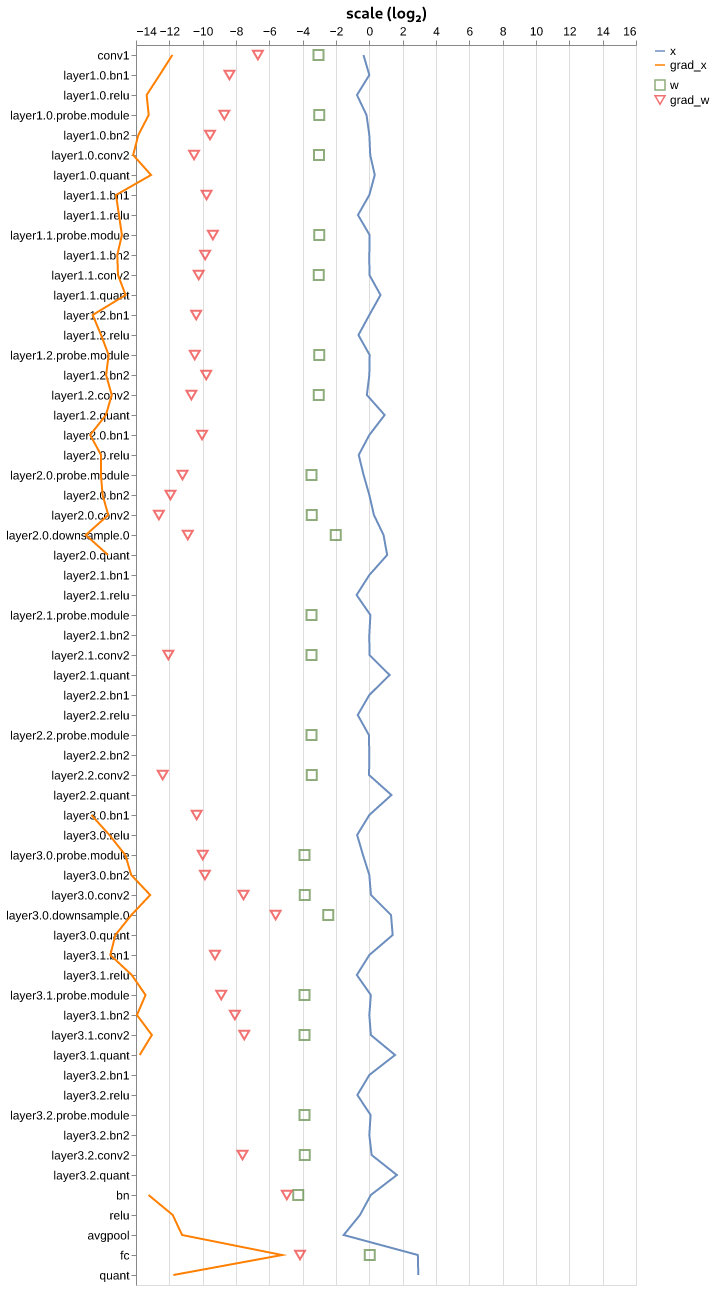 scale (log₂)
−14 −12 −10 −8 −6 −4 −2 0 2 4 6 8 10 12 14 16
x
grad_x
w
grad_w
conv1
layer1.0.bn1
layer1.0.relu
layer1.0.probe.module
layer1.0.bn2
layer1.0.conv2
layer1.0.quant
layer1.1.bn1
layer1.1.relu
layer1.1.probe.module
layer1.1.bn2
layer1.1.conv2
layer1.1.quant
layer1.2.bn1
layer1.2.relu
layer1.2.probe.module
layer1.2.bn2
layer1.2.conv2
layer1.2.quant
layer2.0.bn1
layer2.0.relu
layer2.0.probe.module
layer2.0.bn2
layer2.0.conv2
layer2.0.downsample.0
layer2.0.quant
layer2.1.bn1
layer2.1.relu
layer2.1.probe.module
layer2.1.bn2
layer2.1.conv2
layer2.1.quant
layer2.2.bn1
layer2.2.relu
layer2.2.probe.module
layer2.2.bn2
layer2.2.conv2
layer2.2.quant
layer3.0.bn1
layer3.0.relu
layer3.0.probe.module
layer3.0.bn2
layer3.0.conv2
layer3.0.downsample.0
layer3.0.quant
layer3.1.bn1
layer3.1.relu
layer3.1.probe.module
layer3.1.bn2
layer3.1.conv2
layer3.1.quant
layer3.2.bn1
layer3.2.relu
layer3.2.probe.module
layer3.2.bn2
layer3.2.conv2
layer3.2.quant
bn
relu
avgpool
fc
quant